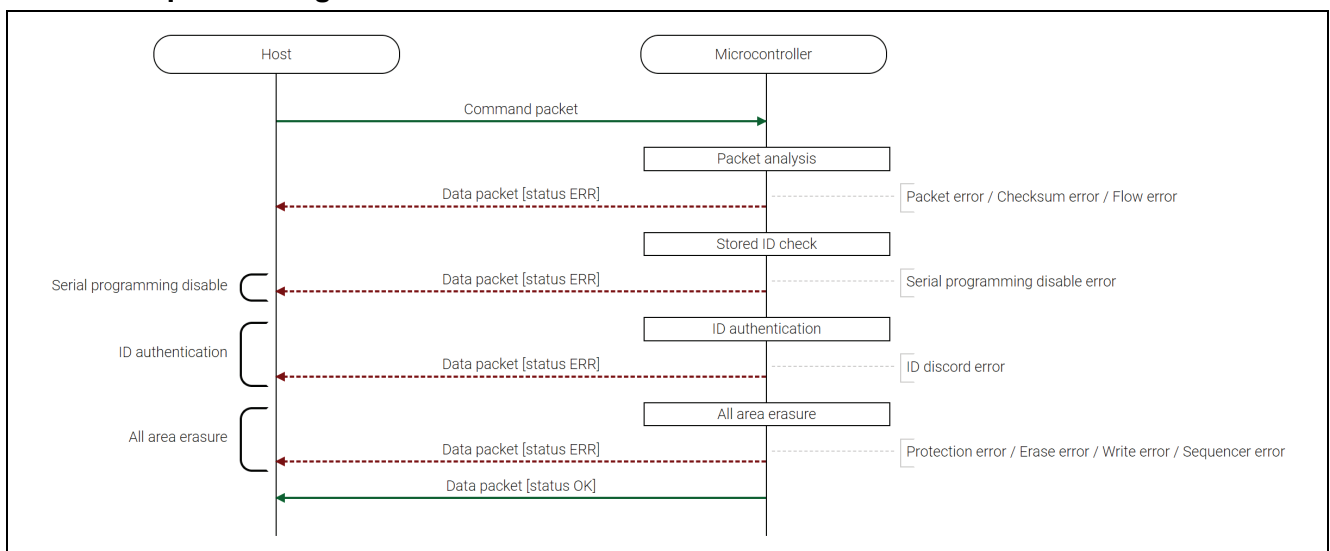 Host
Microcontroller
Command packet
Packet analysis
Data packet [status ERR]
Packet error / Checksum error / Flow error
Stored ID check
Serial programming disable
Data packet [status ERR]
Serial programming disable error
ID authentication
ID authentication
Data packet [status ERR]
ID discord error
All area erasure
All area erasure
Data packet [status ERR]
Protection error / Erase error / Write error / Sequencer error
Data packet [status OK]